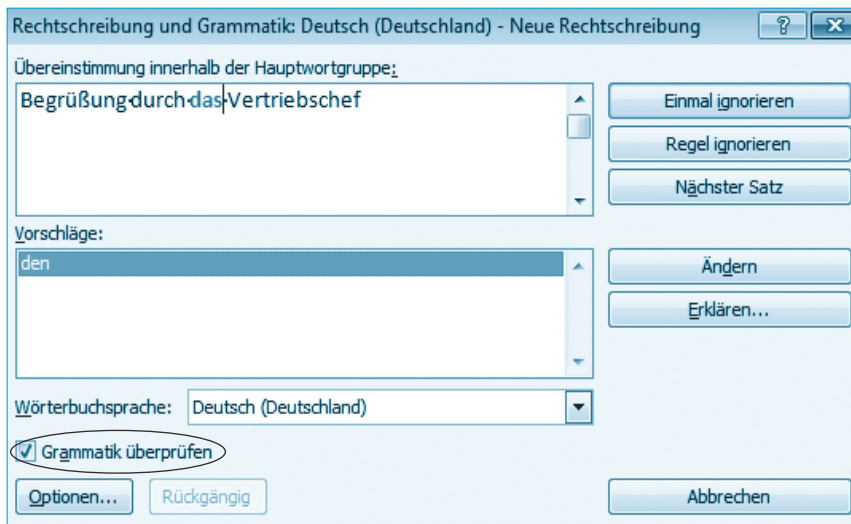 Rechtschreibung und Grammatik: Deutsch (Deutschland) - Neue Rechtschreibung
Übereinstimmung innerhalb der Hauptwortgruppe:
Begrüßung·durch·das·Vertriebschef
Einmal ignorieren
Regel ignorieren
Nächster Satz
Vorschläge:
den
Ändern
Erklären...
Wörterbuchsprache: Deutsch (Deutschland)
Grammatik überprüfen
Optionen... Rückgängig Abbrechen